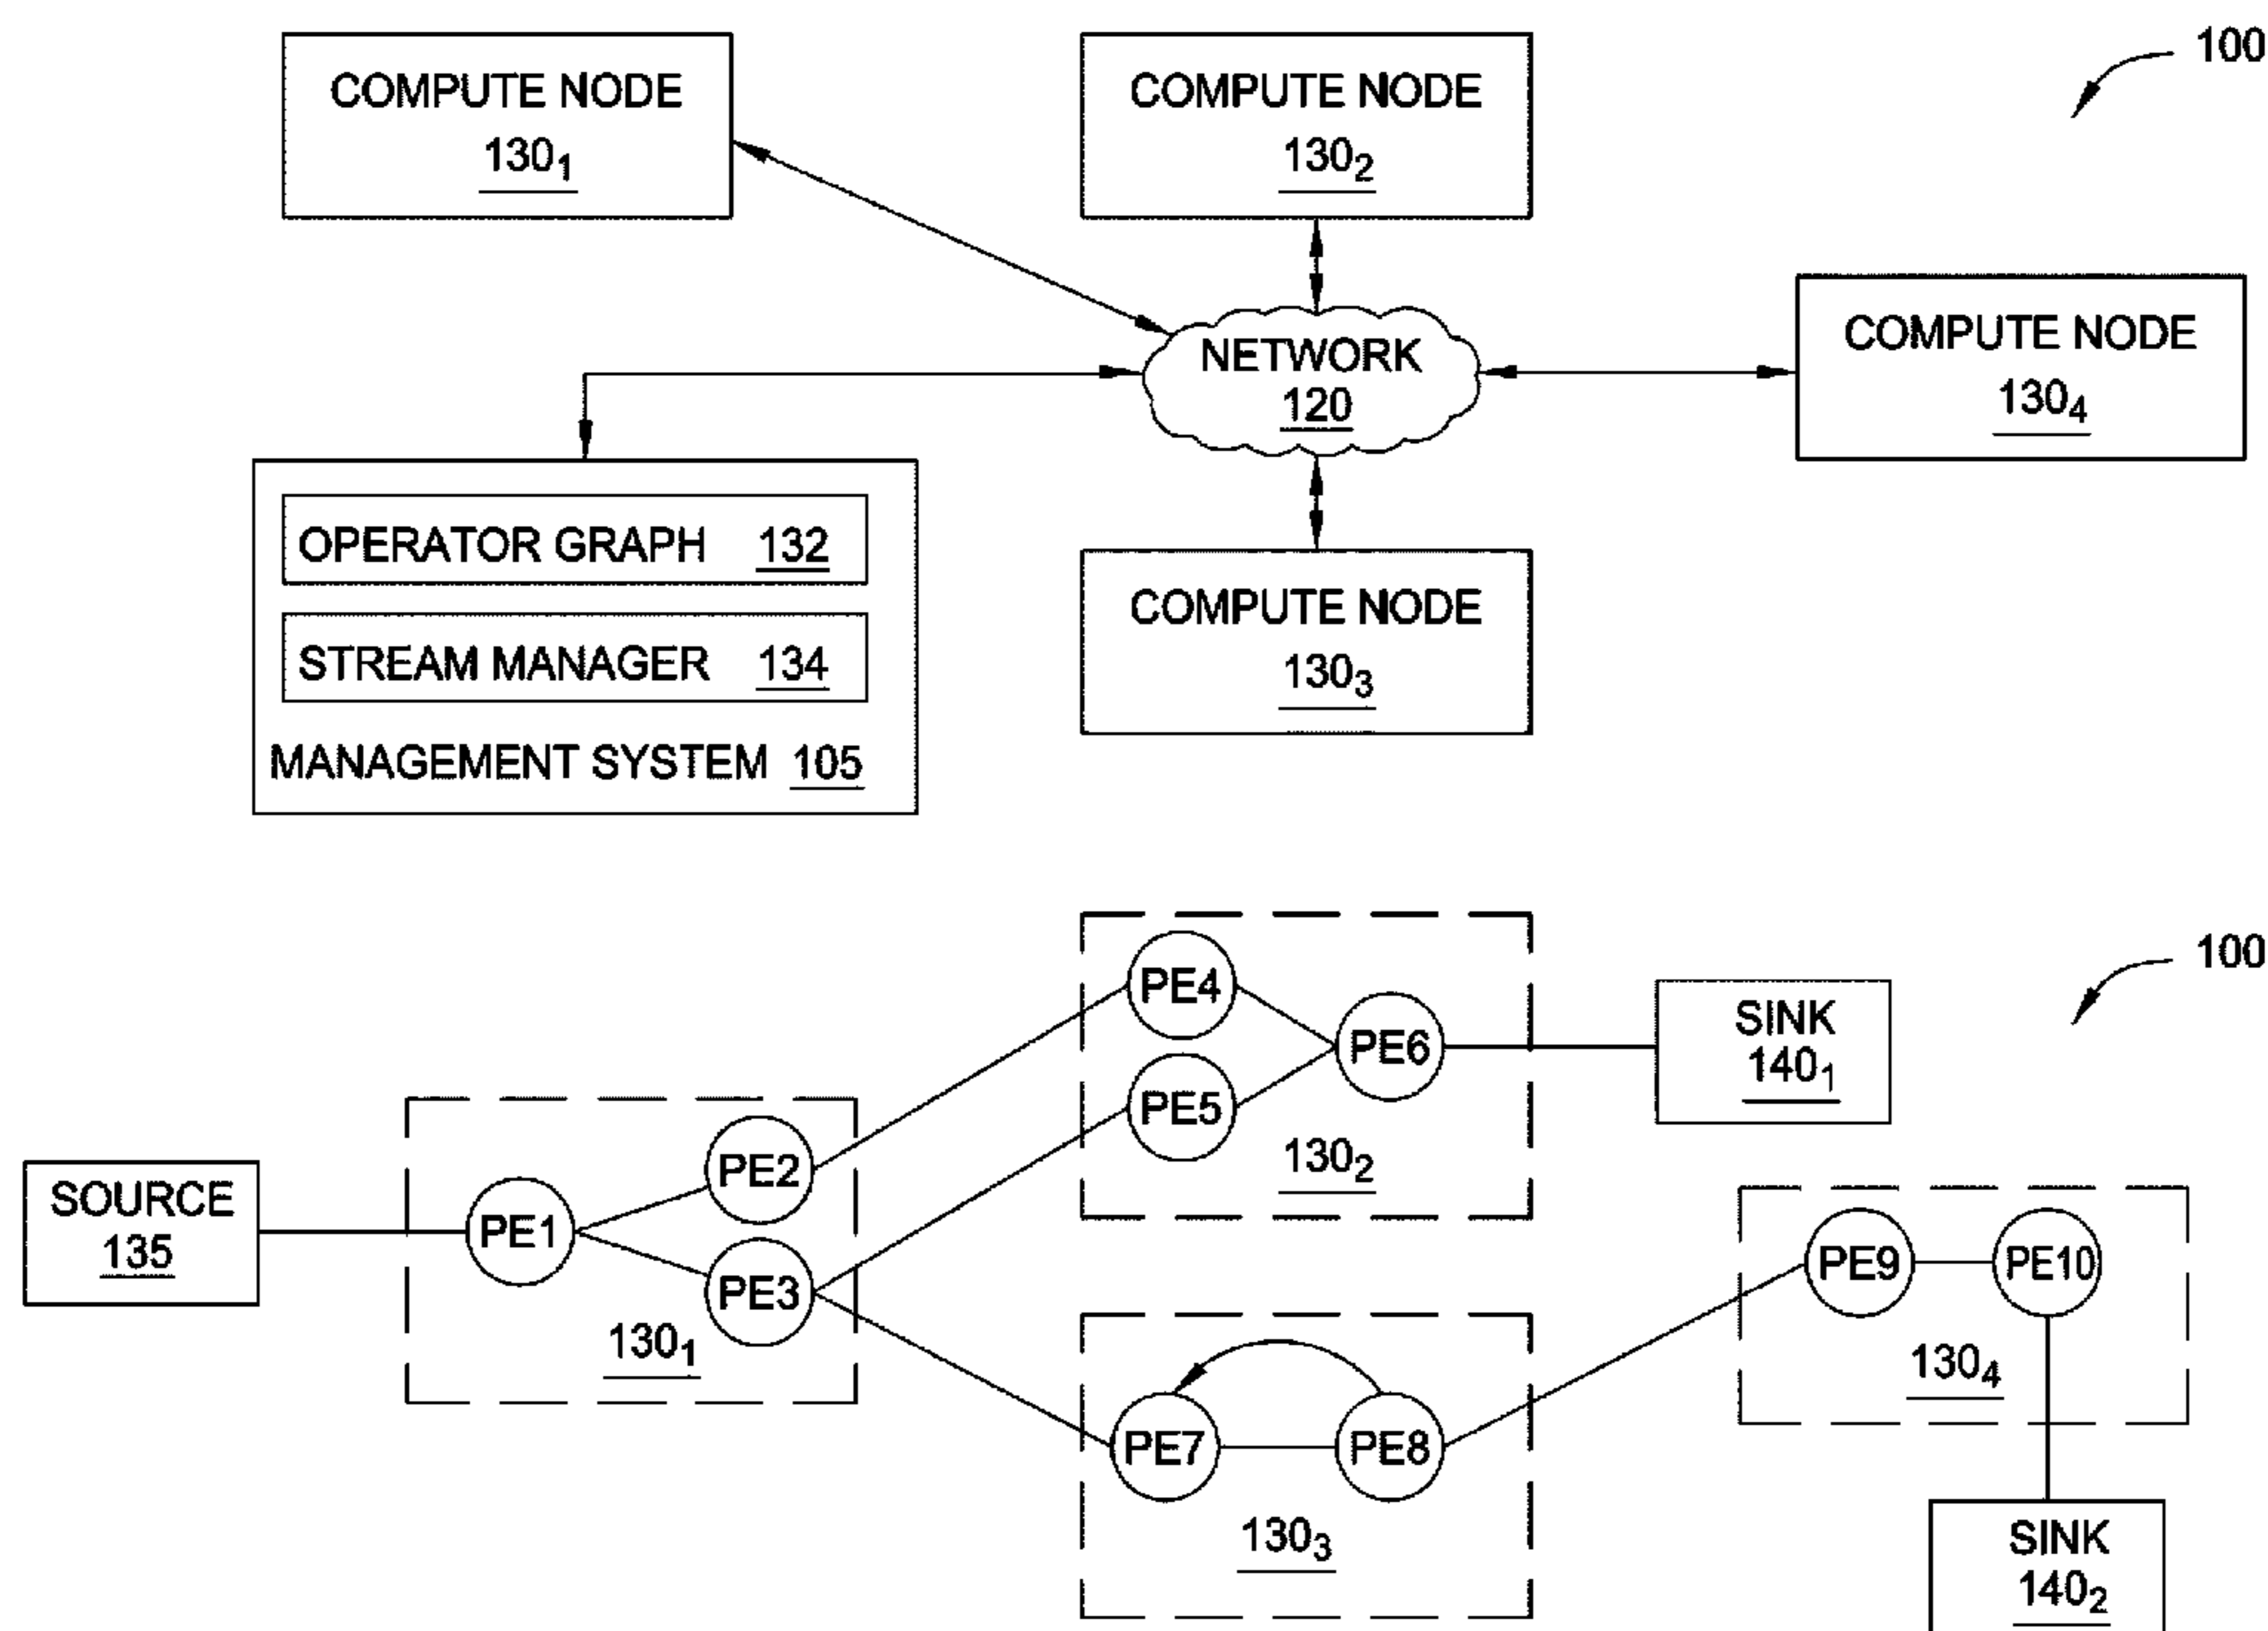 100
COMPUTE NODE
130₁
COMPUTE NODE
130₂
COMPUTE NODE
130₄
NETWORK
120
OPERATOR GRAPH 132
STREAM MANAGER 134
MANAGEMENT SYSTEM 105
COMPUTE NODE
130₃
100
PE4
PE5
PE6
130₂
SINK
140₁
SOURCE
135
PE1
PE2
PE3
130₁
PE7
PE8
130₃
PE9
PE10
130₄
SINK
140₂